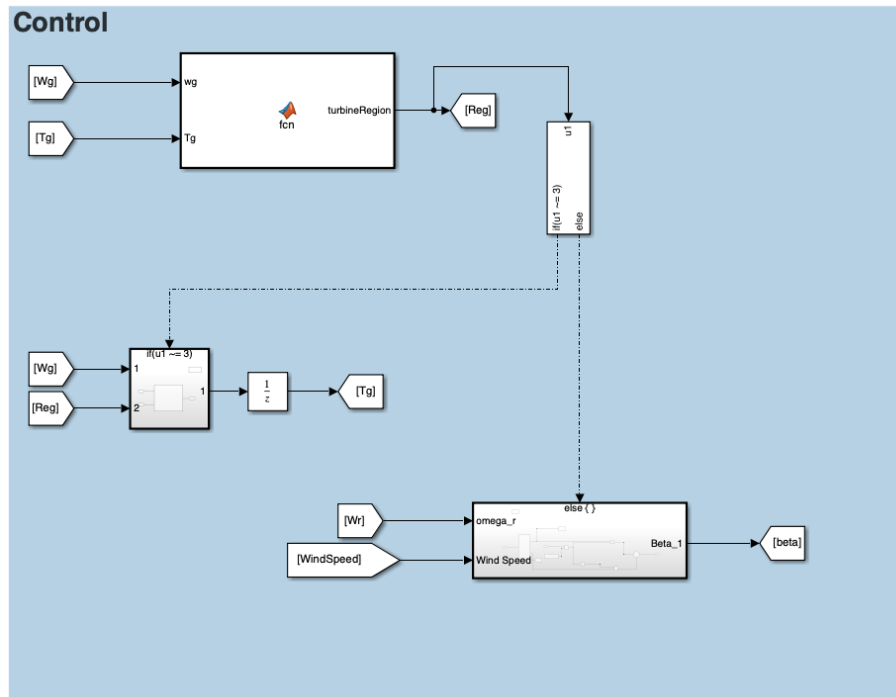 Control
[Wg]
wg
turbineRegion
[Reg]
fcn
[Tg]
Tg
u1
if(u1 ~= 3)
else
if(u1 ~= 3)
[Wg]
1
1
1
z
[Tg]
[Reg]
2
else { }
[Wr]
omega_r
Beta_1
[beta]
[WindSpeed]
Wind Speed